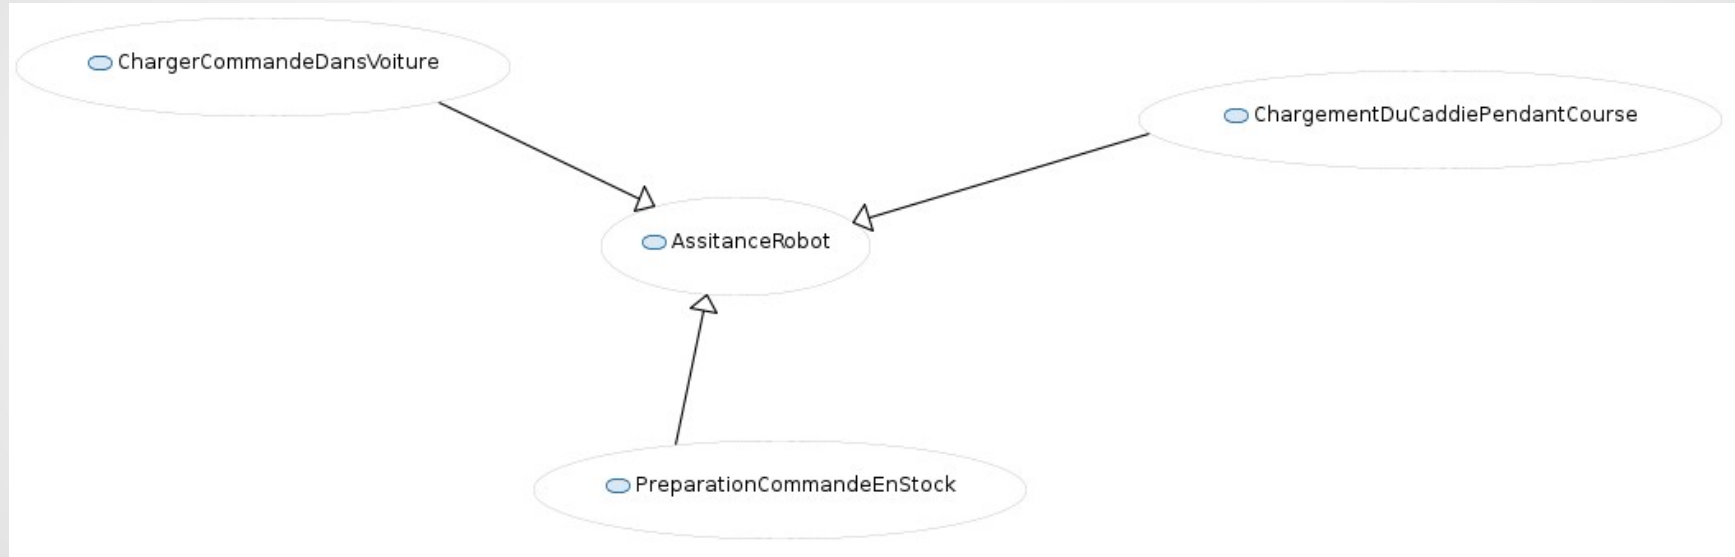 ChargerCommandeDansVoiture
ChargementDuCaddiePendantCourse
AssitanceRobot
PreparationCommandeEnStock